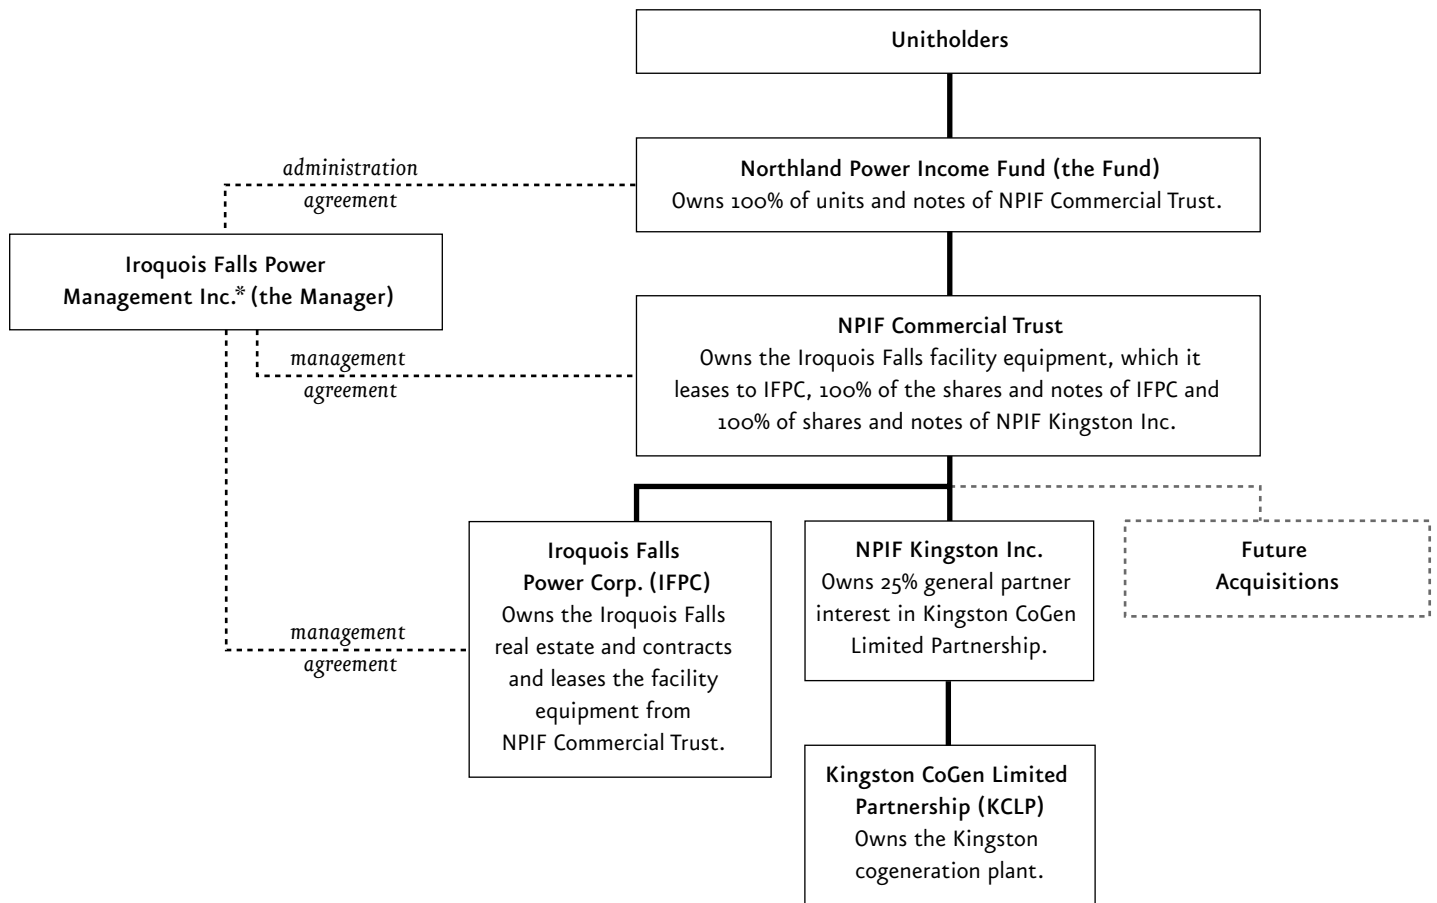 Unitholders
Northland Power Income Fund (the Fund)
Owns 100% of units and notes of NPIF Commercial Trust.
administration
agreement
Iroquois Falls Power
Management Inc.* (the Manager)
NPIF Commercial Trust
Owns the Iroquois Falls facility equipment, which it
leases to IFPC, 100% of the shares and notes of IFPC and
100% of shares and notes of NPIF Kingston Inc.
management
agreement
Iroquois Falls
Power Corp. (IFPC)
Owns the Iroquois Falls
real estate and contracts
and leases the facility
equipment from
NPIF Commercial Trust.
management
agreement
NPIF Kingston Inc.
Owns 25% general partner
interest in Kingston CoGen
Limited Partnership.
Future
Acquisitions
Kingston CoGen Limited
Partnership (KCLP)
Owns the Kingston
cogeneration plant.